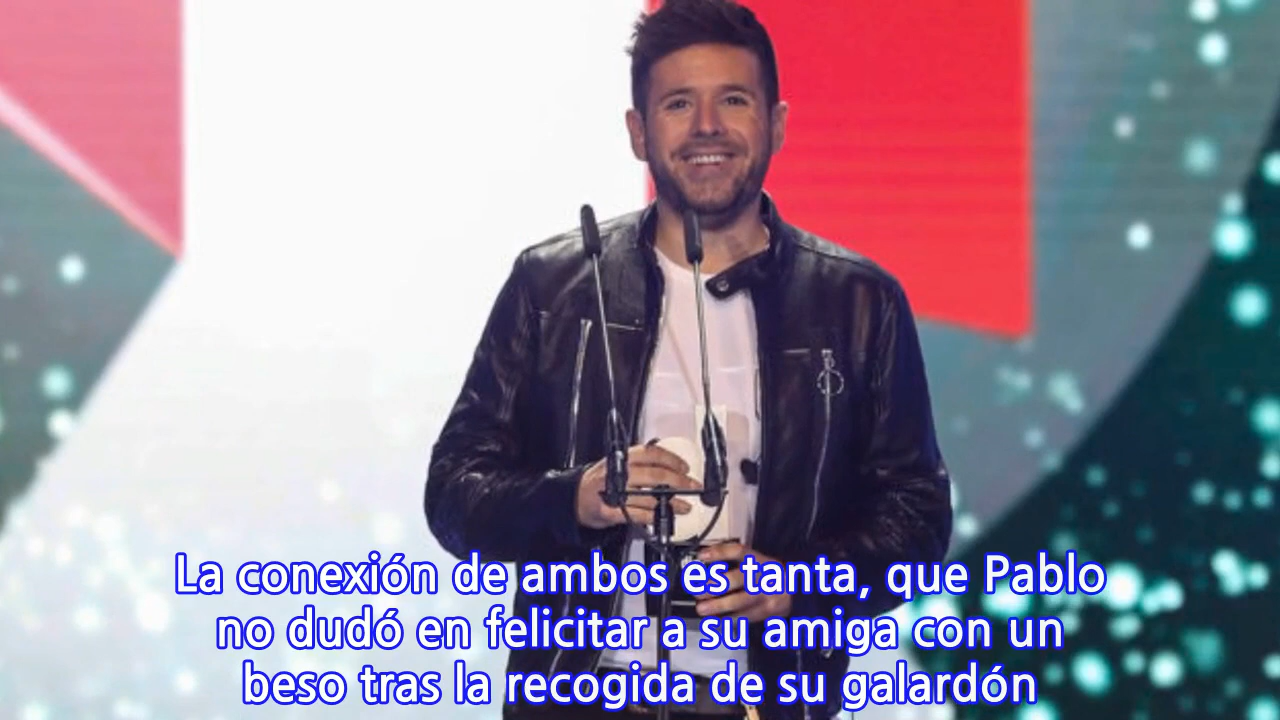 La conexión de ambos es tanta, que Pablo
no dudó en felicitar a su amiga con un
beso tras la recogida de su galardón